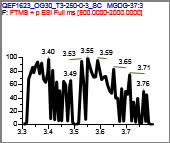 QEF1623_OG30_T3-250-0-3_SC MGDG-37:3
F: FTMS + p ESI Full ms [500.0000-2000.0000]
3.40 3.53 3.55 3.59
3.65 3.71
3.49 3.76
100
80
60
40
20
0
3.3 3.4 3.5 3.6 3.7